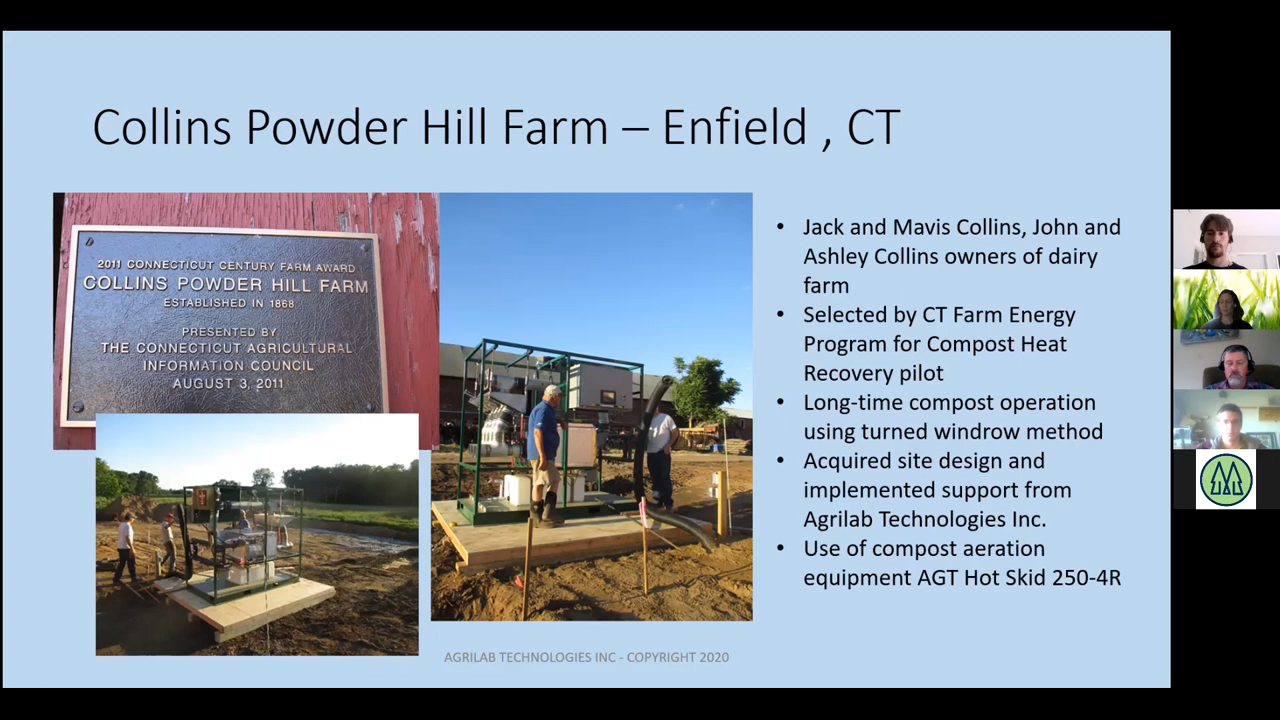 Collins Powder Hill Farm – Enfield , CT
2011 CONNECTICUT CENTURY FARM AWARD
COLLINS POWDER HILL FARM
ESTABLISHED IN 1868
PRESENTED BY
THE CONNECTICUT AGRICULTURAL
INFORMATION COUNCIL
AUGUST 3, 2011
• Jack and Mavis Collins, John and
Ashley Collins owners of dairy
farm
• Selected by CT Farm Energy
Program for Compost Heat
Recovery pilot
• Long-time compost operation
using turned windrow method
• Acquired site design and
implemented support from
Agrilab Technologies Inc.
• Use of compost aeration
equipment AGT Hot Skid 250-4R
AGRILAB TECHNOLOGIES INC - COPYRIGHT 2020